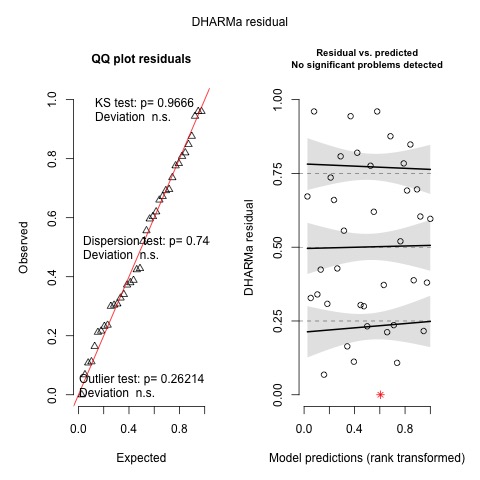 DHARMa residual
QQ plot residuals
KS test: p= 0.9666
Deviation n.s.
Dispersion test: p= 0.74
Deviation n.s.
Outlier test: p= 0.26214
Deviation n.s.
Observed
0.0
0.2
0.4
0.6
0.8
1.0
0.0
0.4
0.8
Expected
Residual vs. predicted
No significant problems detected
DHARMa residual
0.00
0.25
0.50
0.75
1.00
0.0
0.4
0.8
Model predictions (rank transformed)